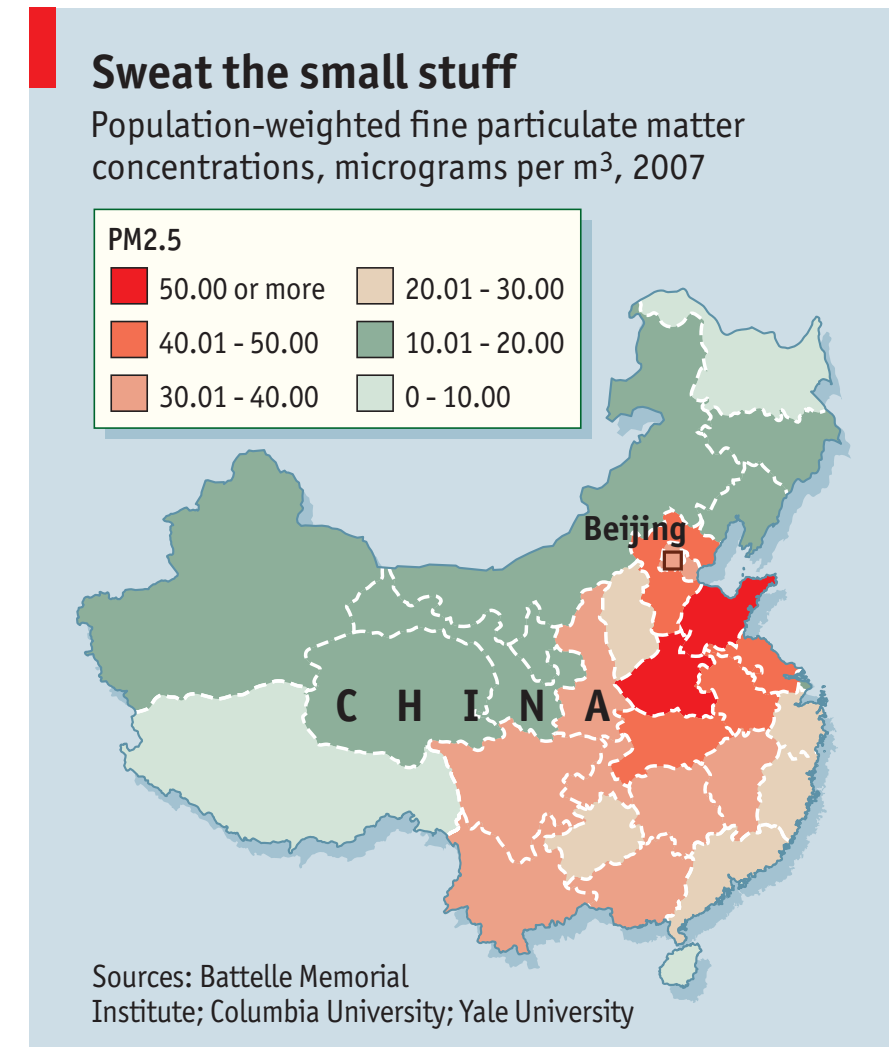 Sweat the small stuff
Population-weighted fine particulate matter
concentrations, micrograms per m³, 2007
PM2.5
50.00 or more
20.01 - 30.00
40.01 - 50.00
10.01 - 20.00
30.01 - 40.00
0 - 10.00
Beijing
CHINA
Sources: Battelle Memorial
Institute; Columbia University; Yale University